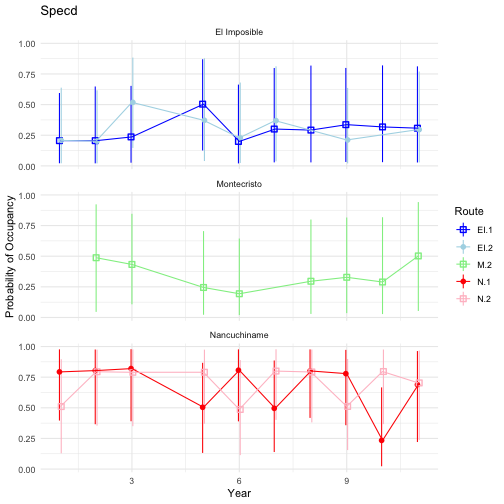 Specd
El Imposible
1.00
0.75
0.50
0.25
0.00
Montecristo
1.00
0.75
0.50
0.25
0.00
Nancuchiname
1.00
0.75
0.50
0.25
0.00
3
6
9
Year
Probability of Occupancy
Route
EI.1
EI.2
M.2
N.1
N.2